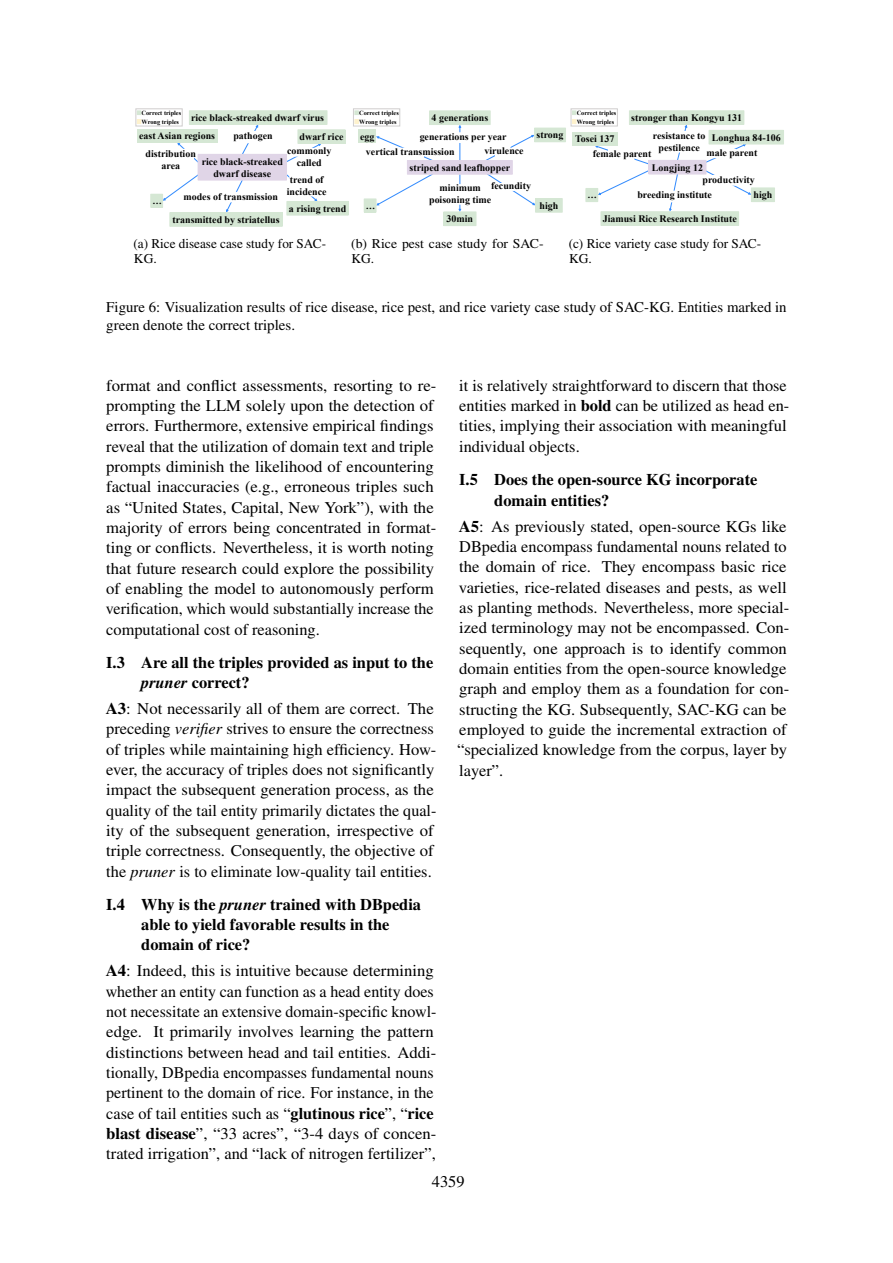 Correct triples
Wrong triples
rice black-streaked dwarf virus
east Asian regions
pathogen
dwarf rice
distribution
area
commonly
called
rice black-streaked
dwarf disease
trend of
incidence
modes of transmission
...
a rising trend
transmitted by striatellus
(a) Rice disease case study for SAC-
KG.
Correct triples
Wrong triples
4 generations
egg
generations per year
strong
vertical transmission
virulence
striped sand leafhopper
minimum
poisoning time
fecundity
...
high
30min
(b) Rice pest case study for SAC-
KG.
Correct triples
Wrong triples
stronger than Kongyu 131
Tosei 137
resistance to
pestilence
Longhua 84-106
female parent
male parent
Longjing 12
productivity
...
breeding institute
high
Jiamusi Rice Research Institute
(c) Rice variety case study for SAC-
KG.
Figure 6: Visualization results of rice disease, rice pest, and rice variety case study of SAC-KG. Entities marked in
green denote the correct triples.
format and conflict assessments, resorting to re-
prompting the LLM solely upon the detection of
errors. Furthermore, extensive empirical findings
reveal that the utilization of domain text and triple
prompts diminish the likelihood of encountering
factual inaccuracies (e.g., erroneous triples such
as “United States, Capital, New York”), with the
majority of errors being concentrated in format-
ting or conflicts. Nevertheless, it is worth noting
that future research could explore the possibility
of enabling the model to autonomously perform
verification, which would substantially increase the
computational cost of reasoning.
I.3 Are all the triples provided as input to the
pruner correct?
A3: Not necessarily all of them are correct. The
preceding verifier strives to ensure the correctness
of triples while maintaining high efficiency. How-
ever, the accuracy of triples does not significantly
impact the subsequent generation process, as the
quality of the tail entity primarily dictates the qual-
ity of the subsequent generation, irrespective of
triple correctness. Consequently, the objective of
the pruner is to eliminate low-quality tail entities.
I.4 Why is the pruner trained with DBpedia
able to yield favorable results in the
domain of rice?
A4: Indeed, this is intuitive because determining
whether an entity can function as a head entity does
not necessitate an extensive domain-specific knowl-
edge. It primarily involves learning the pattern
distinctions between head and tail entities. Addi-
tionally, DBpedia encompasses fundamental nouns
pertinent to the domain of rice. For instance, in the
case of tail entities such as “glutinous rice”, “rice
blast disease”, “33 acres”, “3-4 days of concen-
trated irrigation”, and “lack of nitrogen fertilizer”,
it is relatively straightforward to discern that those
entities marked in bold can be utilized as head en-
tities, implying their association with meaningful
individual objects.
I.5 Does the open-source KG incorporate
domain entities?
A5: As previously stated, open-source KGs like
DBpedia encompass fundamental nouns related to
the domain of rice. They encompass basic rice
varieties, rice-related diseases and pests, as well
as planting methods. Nevertheless, more special-
ized terminology may not be encompassed. Con-
sequently, one approach is to identify common
domain entities from the open-source knowledge
graph and employ them as a foundation for con-
structing the KG. Subsequently, SAC-KG can be
employed to guide the incremental extraction of
“specialized knowledge from the corpus, layer by
layer”.
4359